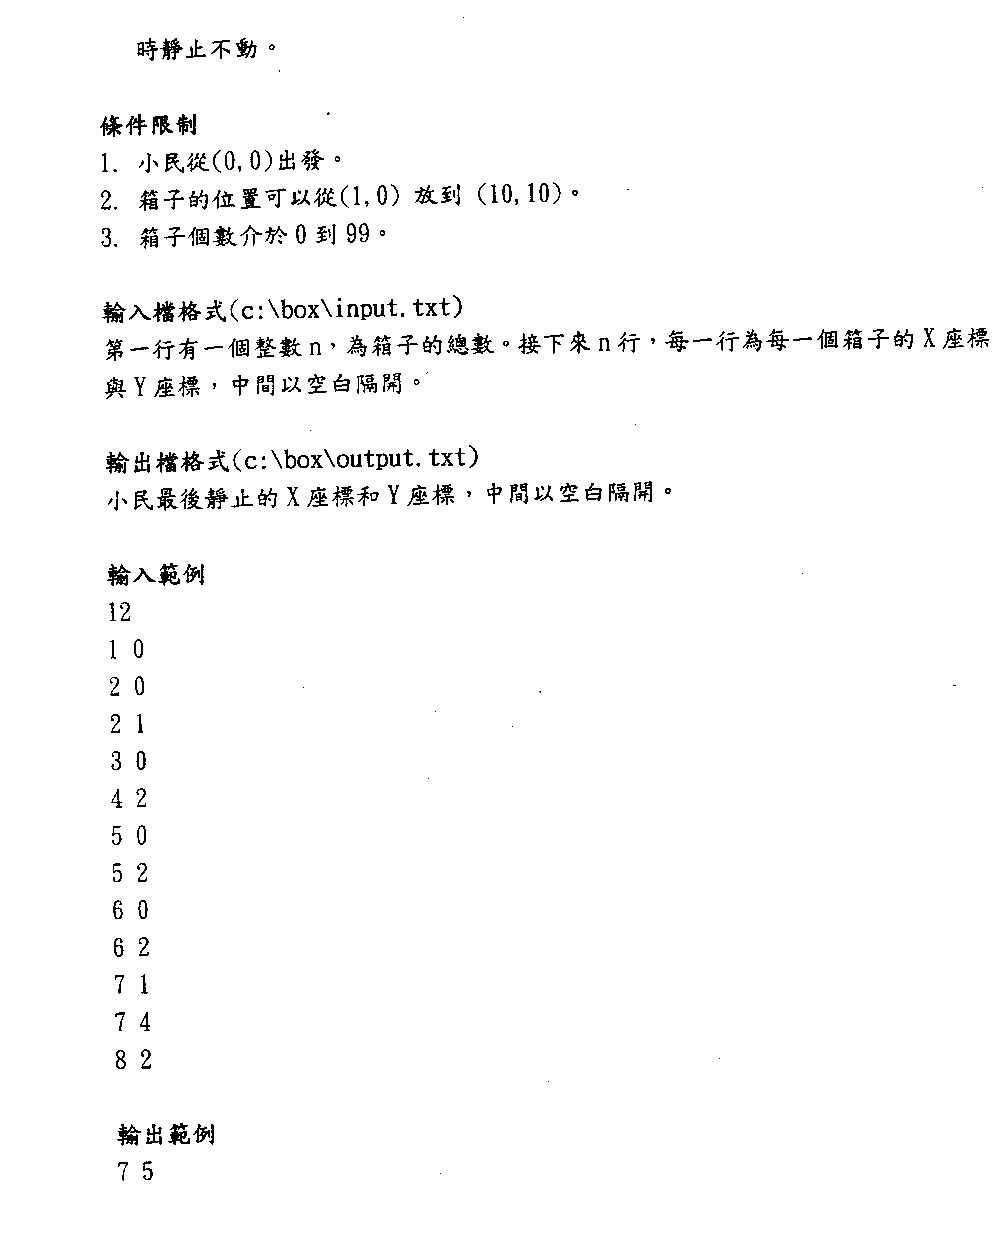 時靜止不動。
條件限制
1. 小民從(0,0)出發。
2. 箱子的位置可以從(1,0) 放到 (10,10)。
3. 箱子個數介於 0 到 99。
輸入檔格式(c:\box\input.txt)
第一行有一個整數 n，為箱子的總數。接下來 n 行，每一行為每一個箱子的 X 座標
與 Y 座標，中間以空白隔開。
輸出檔格式(c:\box\output.txt)
小民最後靜止的 X 座標和 Y 座標，中間以空白隔開。
輸入範例
12
1 0
2 0
2 1
3 0
4 2
5 0
5 2
6 0
6 2
7 1
7 4
8 2
輸出範例
7 5